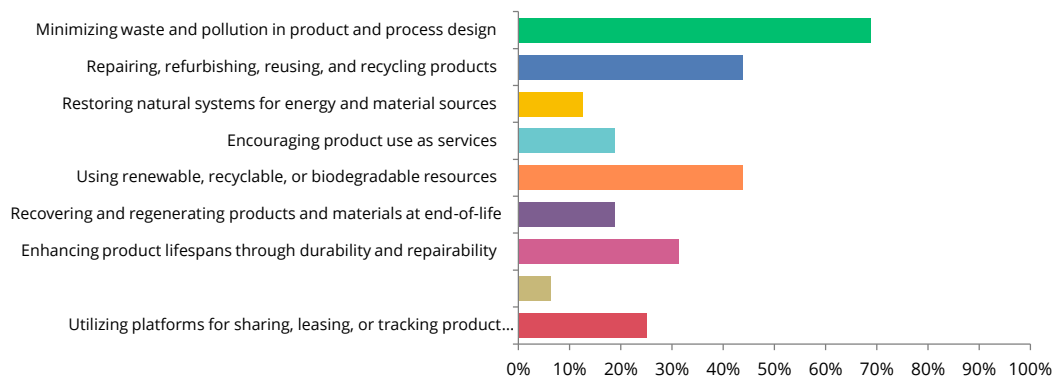 Minimizing waste and pollution in product and process design
Repairing, refurbishing, reusing, and recycling products
Restoring natural systems for energy and material sources
Encouraging product use as services
Using renewable, recyclable, or biodegradable resources
Recovering and regenerating products and materials at end-of-life
Enhancing product lifespans through durability and repairability
Utilizing platforms for sharing, leasing, or tracking product...
0% 10% 20% 30% 40% 50% 60% 70% 80% 90% 100%